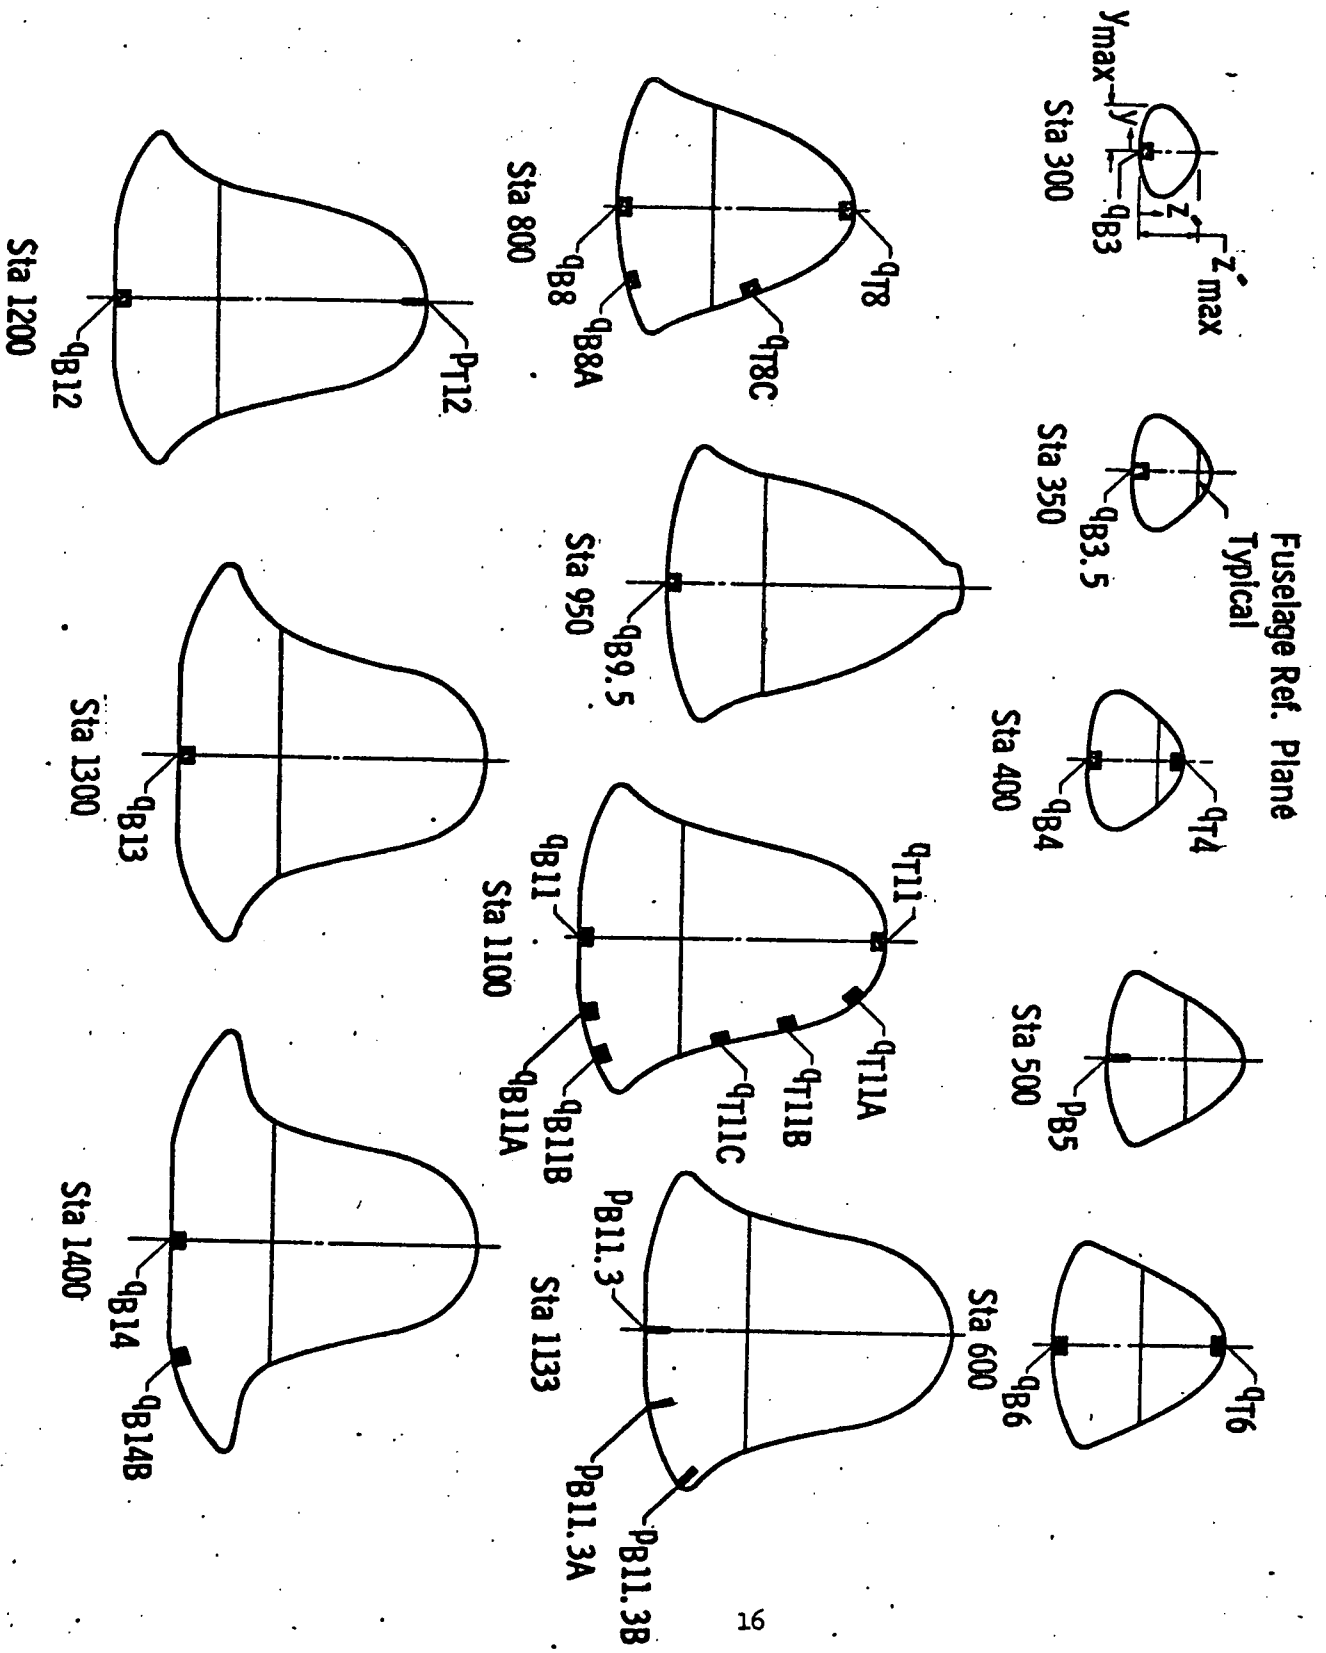 Fuselage Ref. Plane
Typical
y max
y
z'
z' max
qB3
Sta 300
qB3.5
Sta 350
qT4
qB4
Sta 400
pB5
Sta 500
qT6
qB6
Sta 600
qT8
qT8C
qB8
qB8A
Sta 800
qB9.5
Sta 950
qT11
qT11A
qT11B
qT11C
qB11
qB11A
qB11B
Sta 1100
pB11.3
pB11.3A
pB11.3B
Sta 1133
pT12
qB12
Sta 1200
qB13
Sta 1300
qB14
qB14B
Sta 1400
16